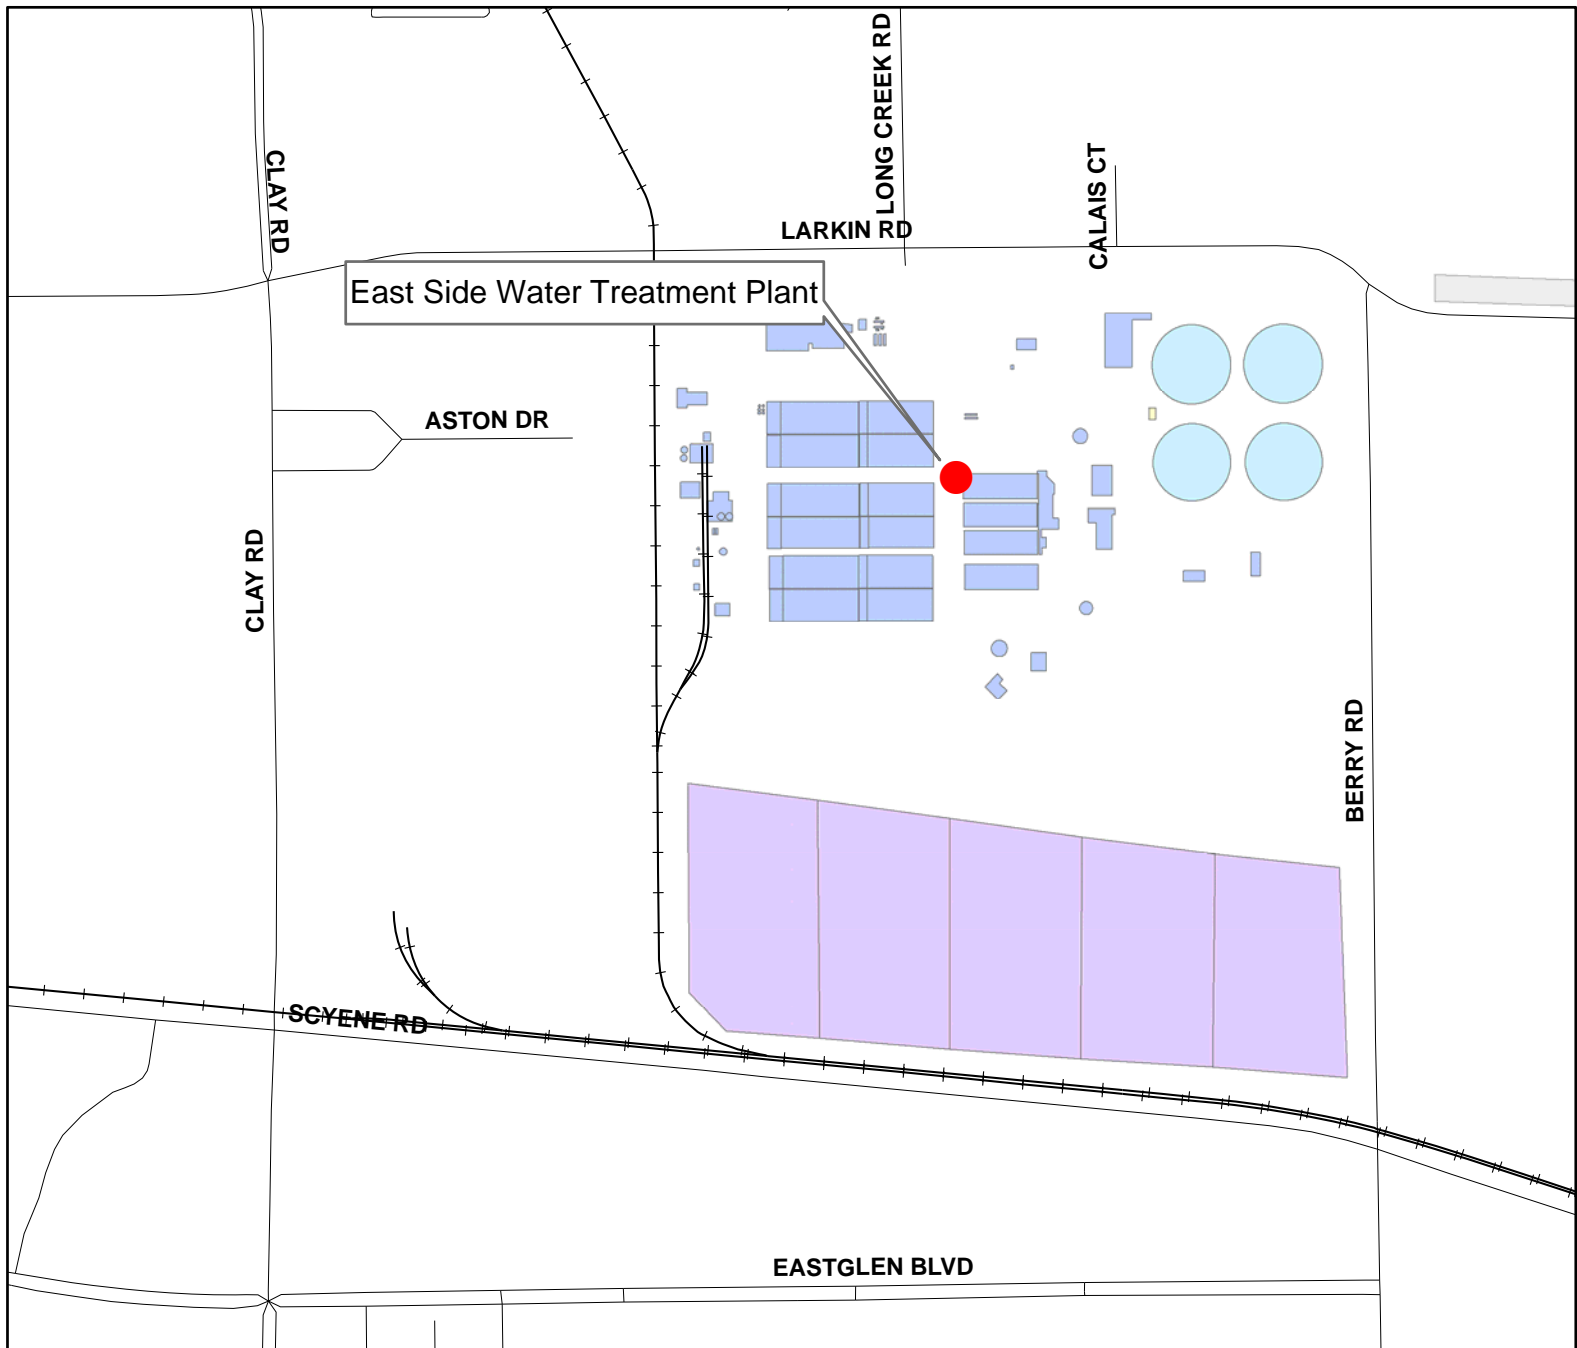 LONG CREEK RD
CLAY RD
CALAIS CT
LARKIN RD
East Side Water Treatment Plant
ASTON DR
CLAY RD
BERRY RD
SCYENE RD
EASTGLEN BLVD